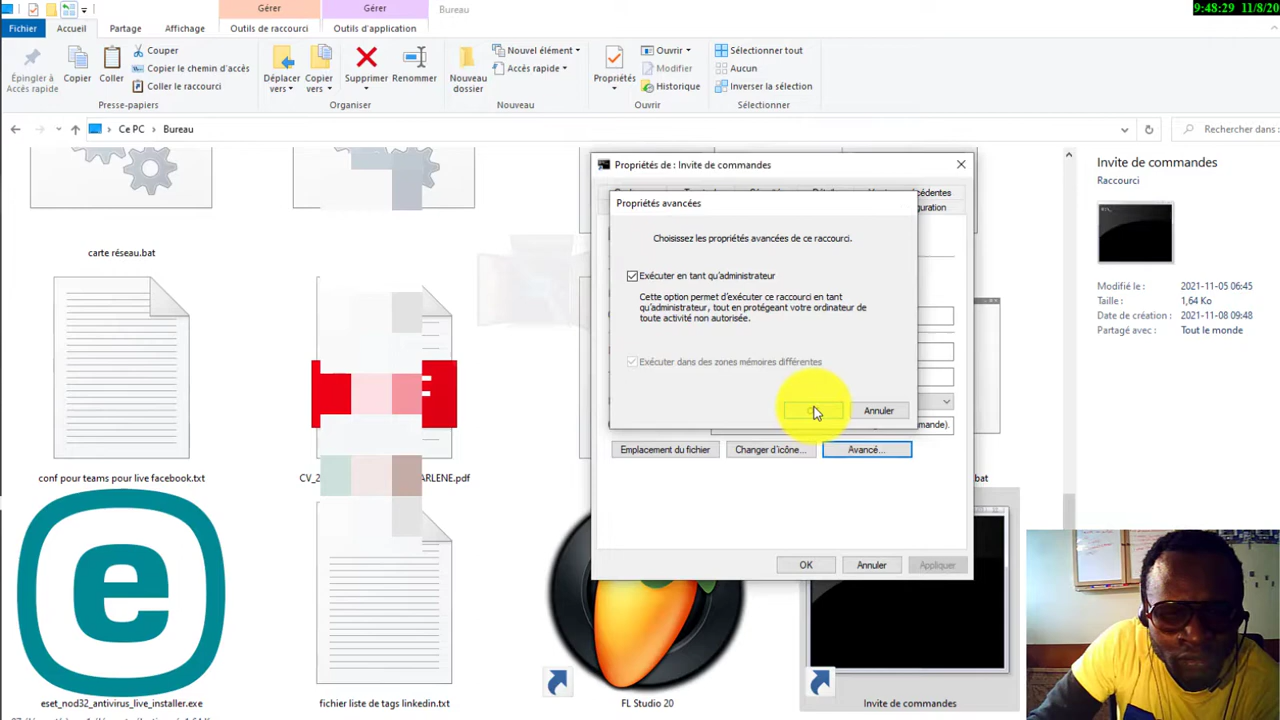 Gérer
Gérer
Bureau
9:48:29 11/8/20
Fichier
Accueil
Partage
Affichage
Outils de raccourci
Outils d'application
Épingler à
Accès rapide
Copier
Coller
Couper
Copier le chemin d'accès
Coller le raccourci
Déplacer
vers
Copier
vers
Supprimer
Renommer
Nouveau
dossier
Nouvel élément
Accès rapide
Propriétés
Ouvrir
Modifier
Historique
Sélectionner tout
Aucun
Inverser la sélection
Presse-papiers
Organiser
Nouveau
Ouvrir
Sélectionner
Ce PC
Bureau
Rechercher dans :
Propriétés de : Invite de commandes
Propriétés avancées
Choisissez les propriétés avancées de ce raccourci.
Exécuter en tant qu'administrateur
Cette option permet d'exécuter ce raccourci en tant
qu'administrateur, tout en protégeant votre ordinateur de
toute activité non autorisée.
Exécuter dans des zones mémoires différentes
Annuler
mande).
Emplacement du fichier
Changer d'icône...
Avancé...
OK
Annuler
Appliquer
Invite de commandes
Raccourci
Modifié le :
2021-11-05 06:45
Taille :
1,64 Ko
Date de création :
2021-11-08 09:48
Partagé avec :
Tout le monde
carte réseau.bat
conf pour teams pour live facebook.txt
CV_2
ARLENE.pdf
bat
e
eset_nod32_antivirus_live_installer.exe
fichier liste de tags linkedin.txt
FL Studio 20
Invite de commandes